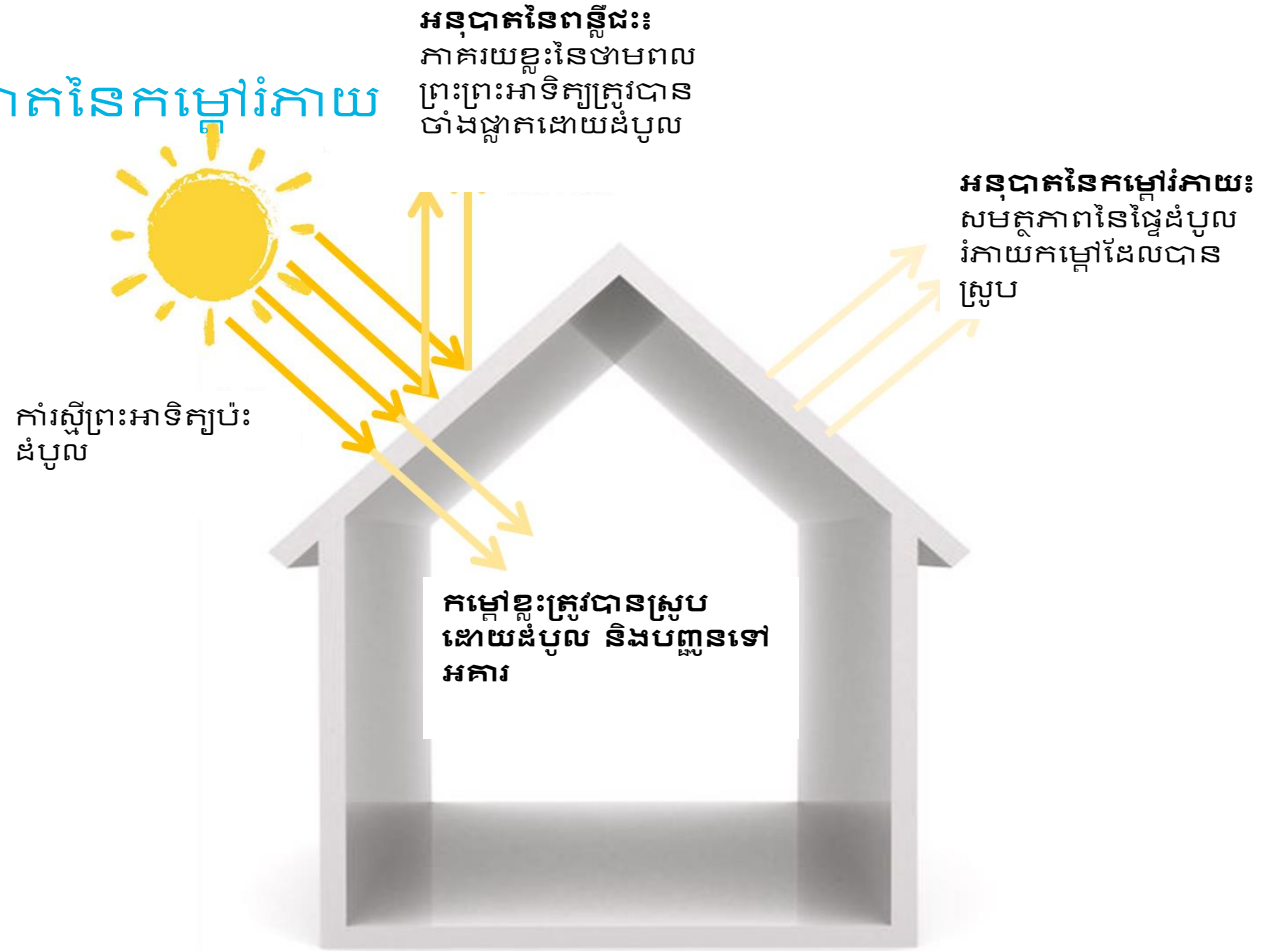 អនុបាតនៃពន្លឺជះ៖
ភាគរយខ្លះនៃថាមពល
ព្រះព្រះអាទិត្យត្រូវបាន
ចាំងផ្លាតដោយដំបូល
នៃកម្តៅរំភាយ
អនុបាតនៃកម្តៅរំភាយ៖
សមត្ថភាពនៃផ្ទៃដំបូល
រំភាយកម្តៅដែលបាន
ស្រូប
កាំរស្មីព្រះអាទិត្យប៉ះ
ដំបូល
កម្តៅខ្លះត្រូវបានស្រូប
ដោយដំបូល និងបញ្ជូនទៅ
អគារ